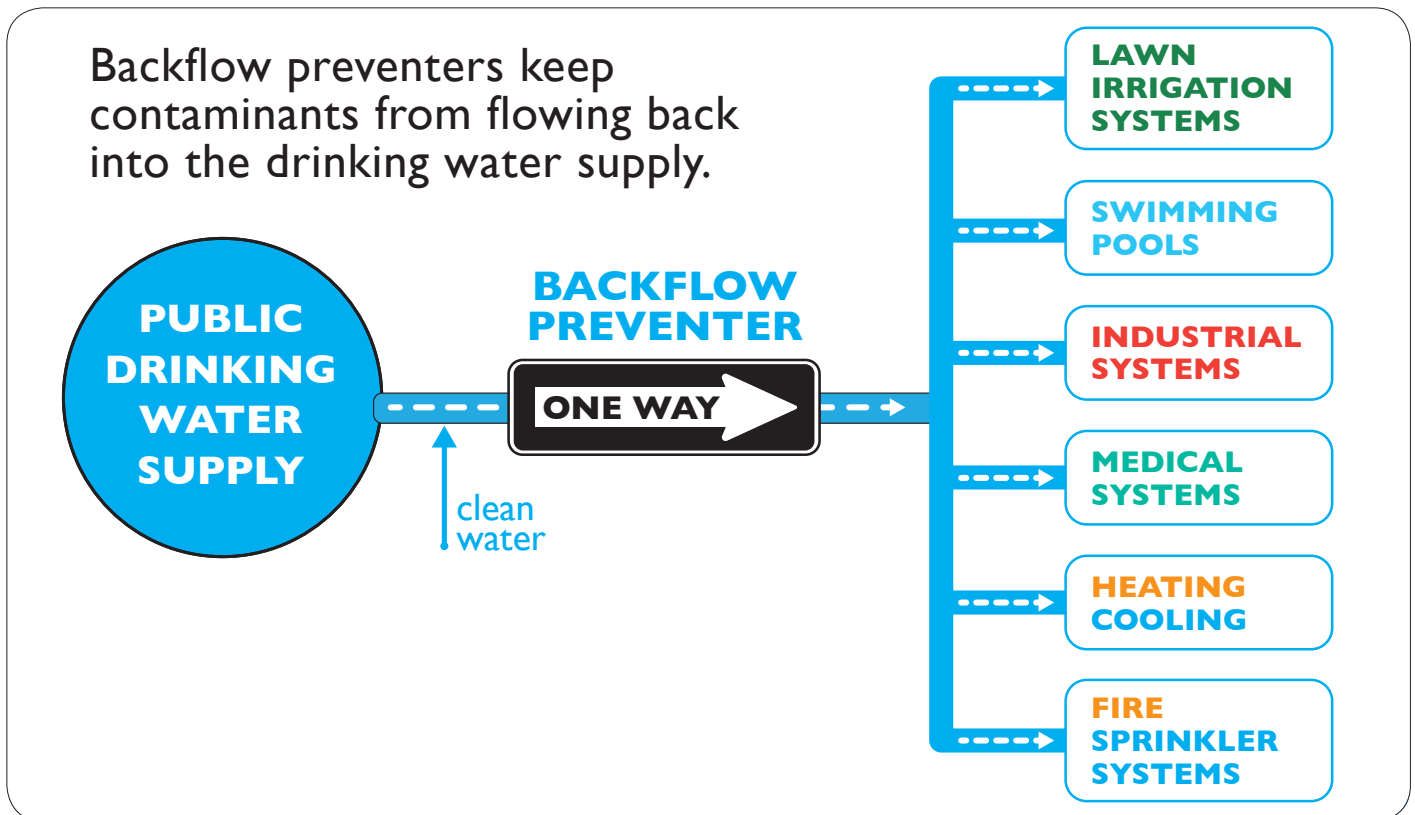 Backflow preventers keep
contaminants from flowing back
into the drinking water supply.
PUBLIC
DRINKING
WATER
SUPPLY
clean
water
BACKFLOW
PREVENTER
ONE WAY
LAWN
IRRIGATION
SYSTEMS
SWIMMING
POOLS
INDUSTRIAL
SYSTEMS
MEDICAL
SYSTEMS
HEATING
COOLING
FIRE
SPRINKLER
SYSTEMS